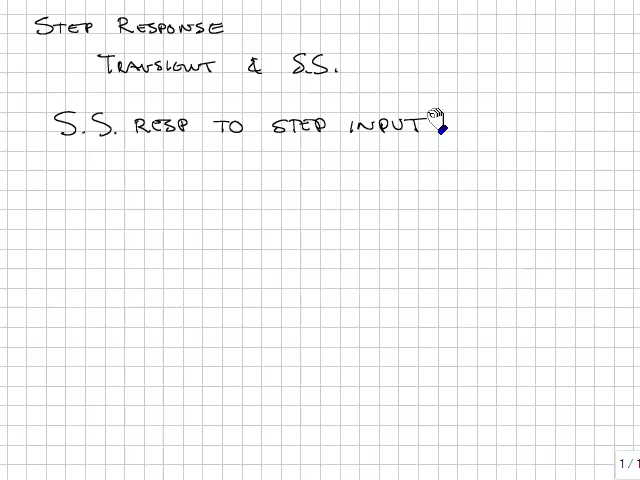 STEP RESPONSE
TRANSIENT & S.S.
S.S. RESP TO STEP INPUT
1/1